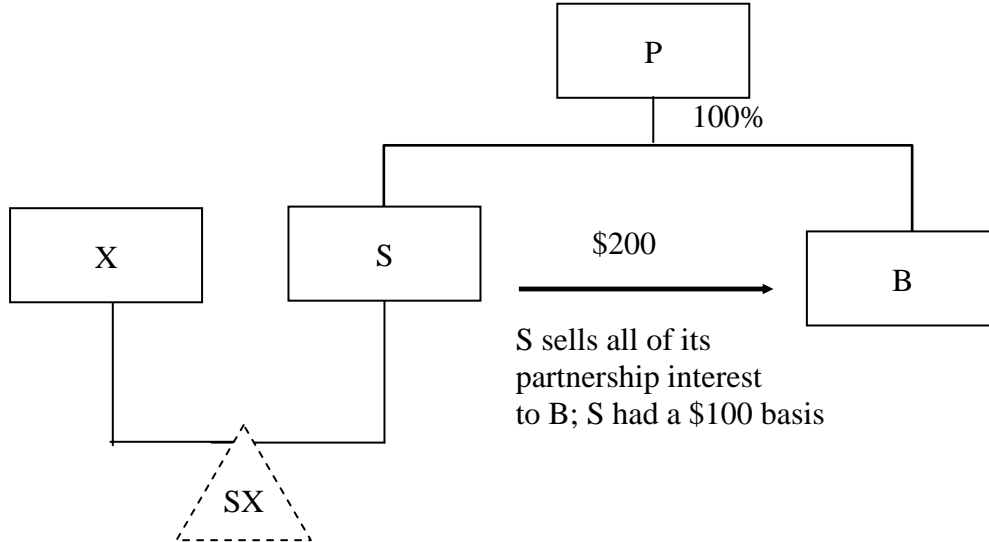 P
100%
X
S
$200
B
S sells all of its
partnership interest
to B; S had a $100 basis
SX